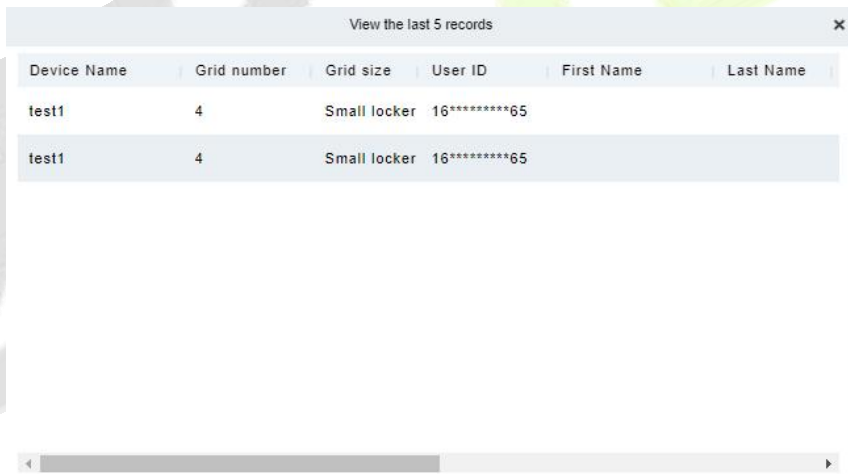 View the last 5 records
Device Name Grid number Grid size User ID First Name Last Name
test1 4 Small locker 16*********65
test1 4 Small locker 16*********65